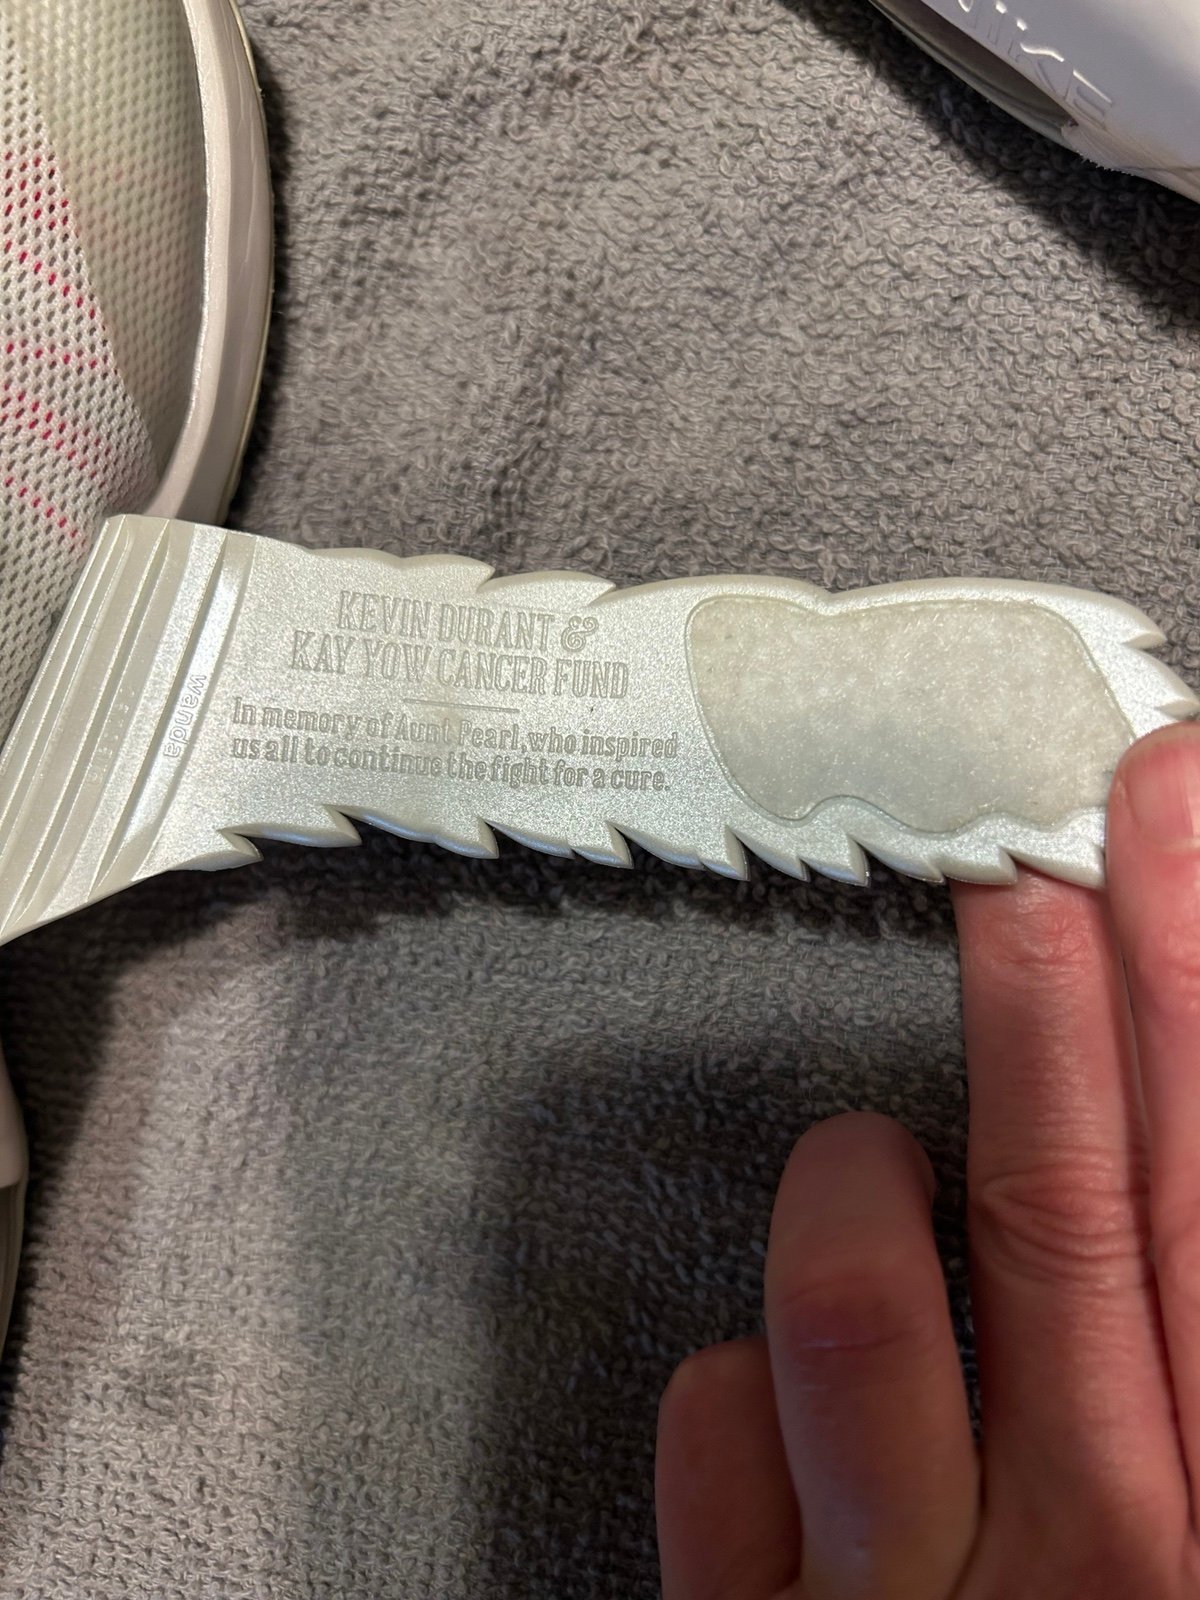 NIKE
KEVIN DURANT &
KAY YOW CANCER FUND
In memory of Aunt Pearl, who inspired
us all to continue the fight for a cure.
wanda